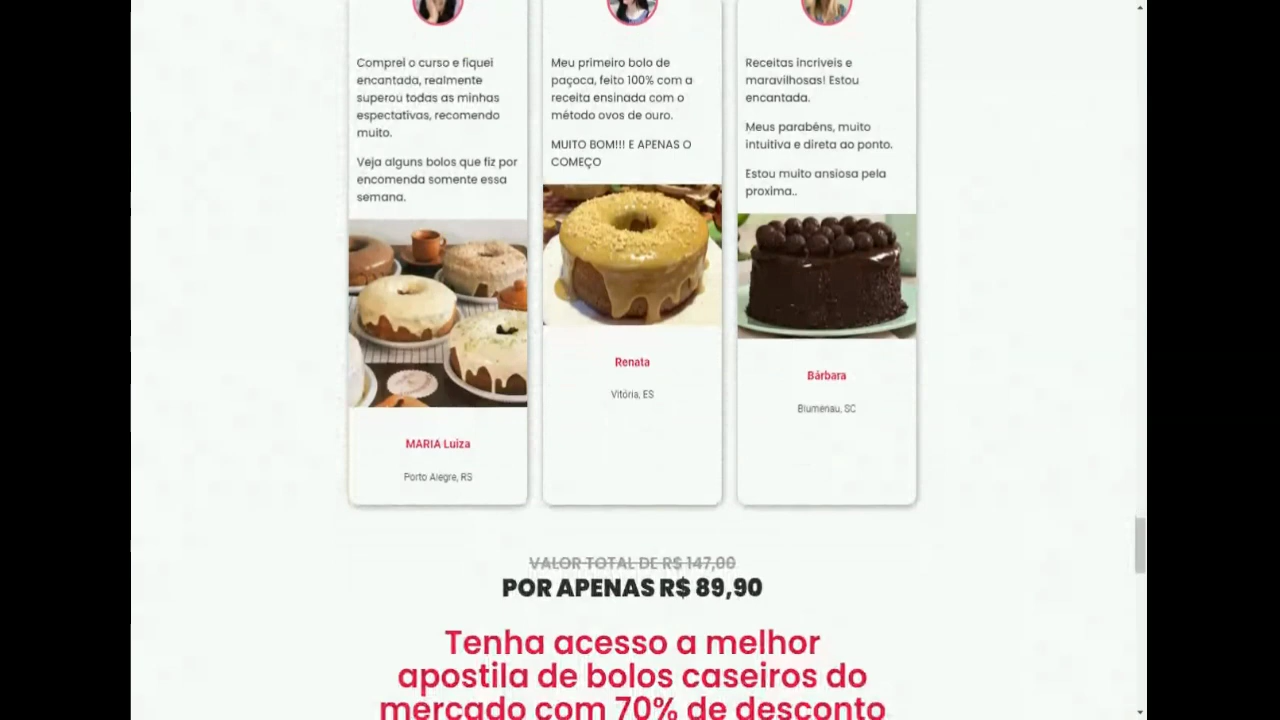 Comprei o curso e fiquei
encantada, realmente
superou todas as minhas
espectativas, recomendo
muito.
Veja alguns bolos que fiz por
encomenda somente essa
semana.
MARIA Luiza
Porto Alegre, RS
Meu primeiro bolo de
paçoca, feito 100% com a
receita ensinada com o
método ovos de ouro.
MUITO BOM!!! E APENAS O
COMEÇO
Renata
Vitória, ES
Receitas incríveis e
maravilhosas! Estou
encantada.
Meus parabéns, muito
intuitiva e direta ao ponto.
Estou muito ansiosa pela
proxima..
Bárbara
Blumenau, SC
VALOR TOTAL DE R$ 147,00
POR APENAS R$ 89,90
Tenha acesso a melhor
apostila de bolos caseiros do
mercado com 70% de desconto